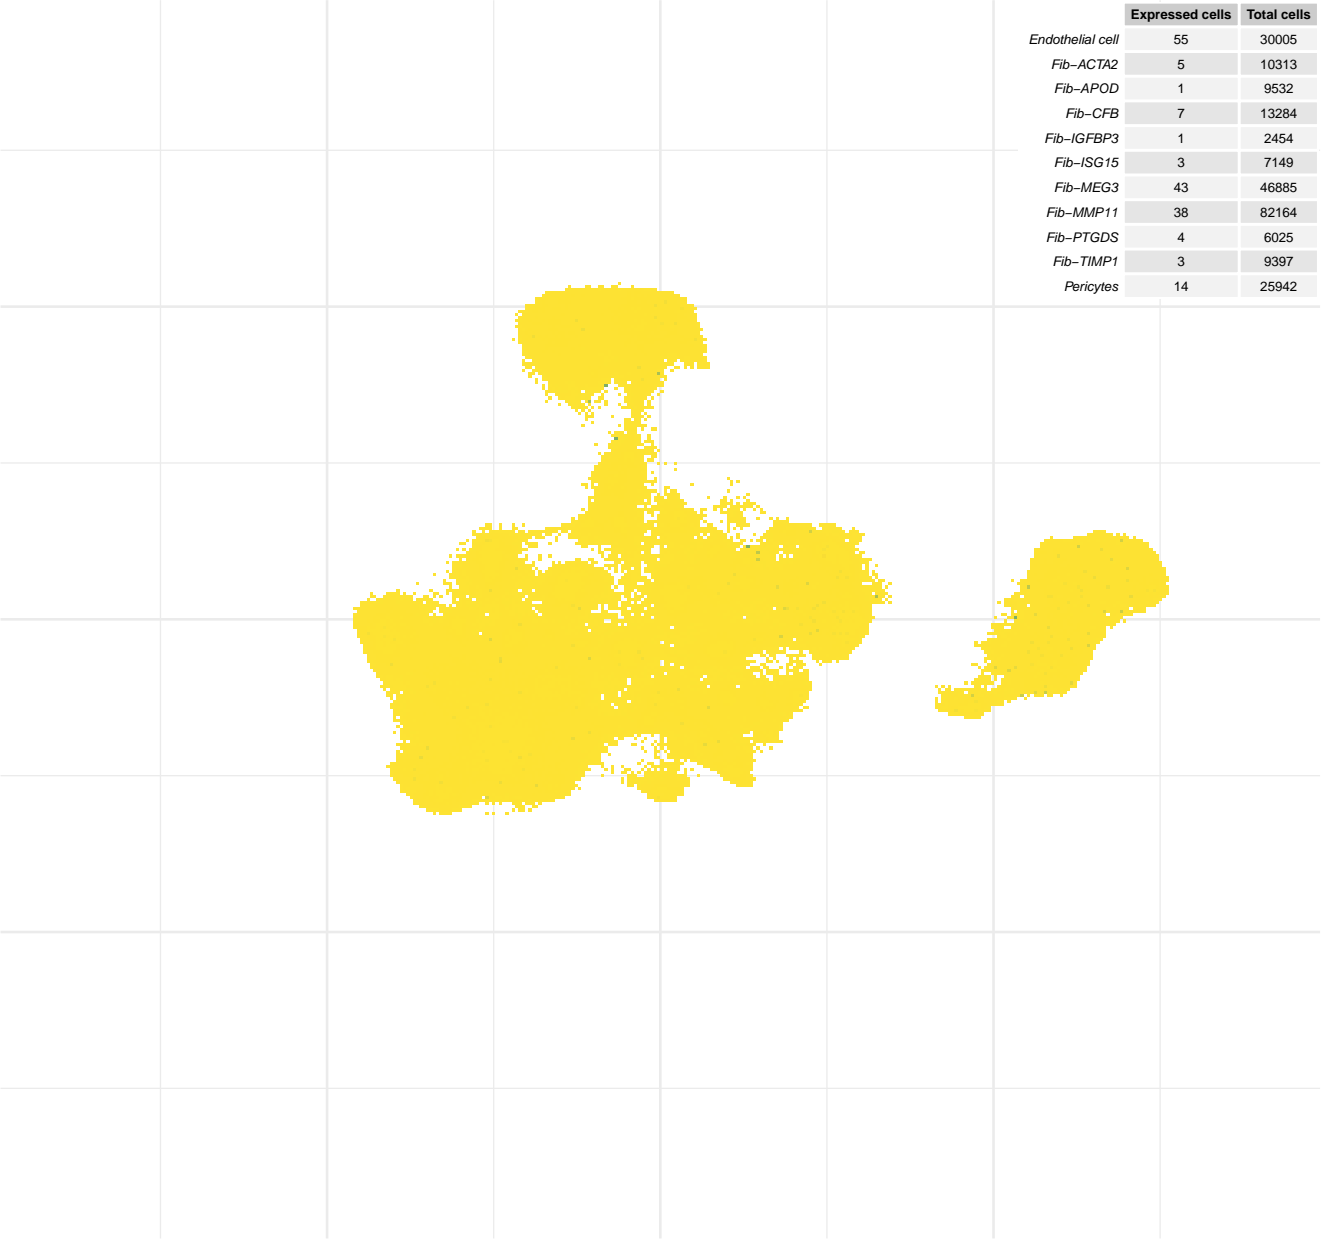 Expressed cells Total cells
Endothelial cell 55 30005
Fib−ACTA2 5 10313
Fib−APOD 1 9532
Fib−CFB 7 13284
Fib−IGFBP3 1 2454
Fib−ISG15 3 7149
Fib−MEG3 43 46885
Fib−MMP11 38 82164
Fib−PTGDS 4 6025
Fib−TIMP1 3 9397
Pericytes 14 25942